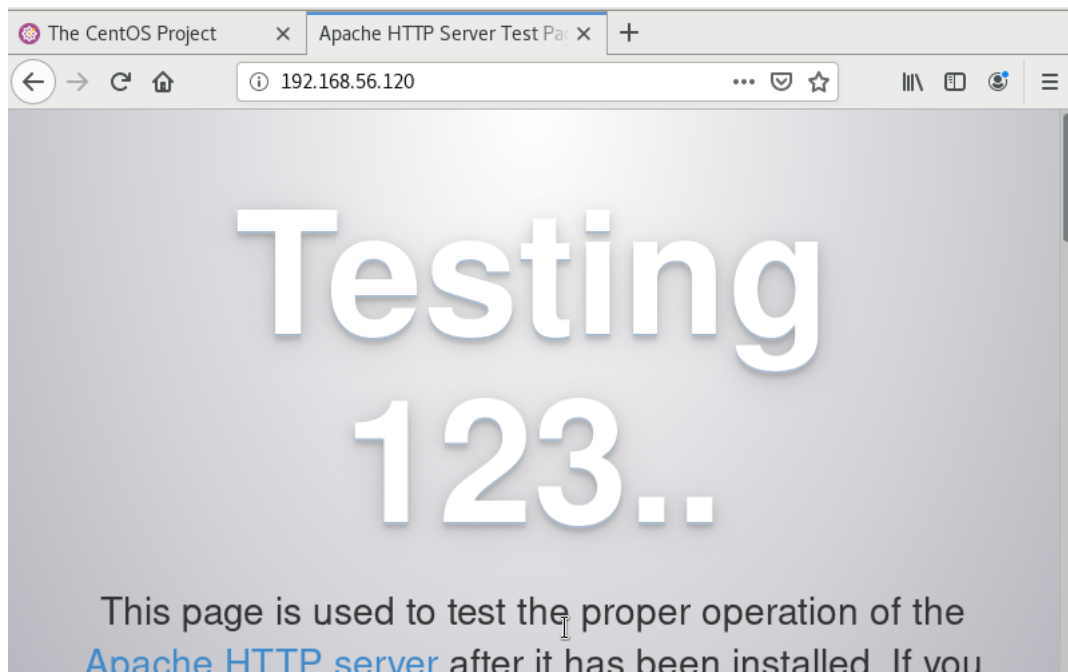 The CentOS Project
Apache HTTP Server Test Pag
192.168.56.120
Testing
123..
This page is used to test the proper operation of the
Apache HTTP server after it has been installed. If you